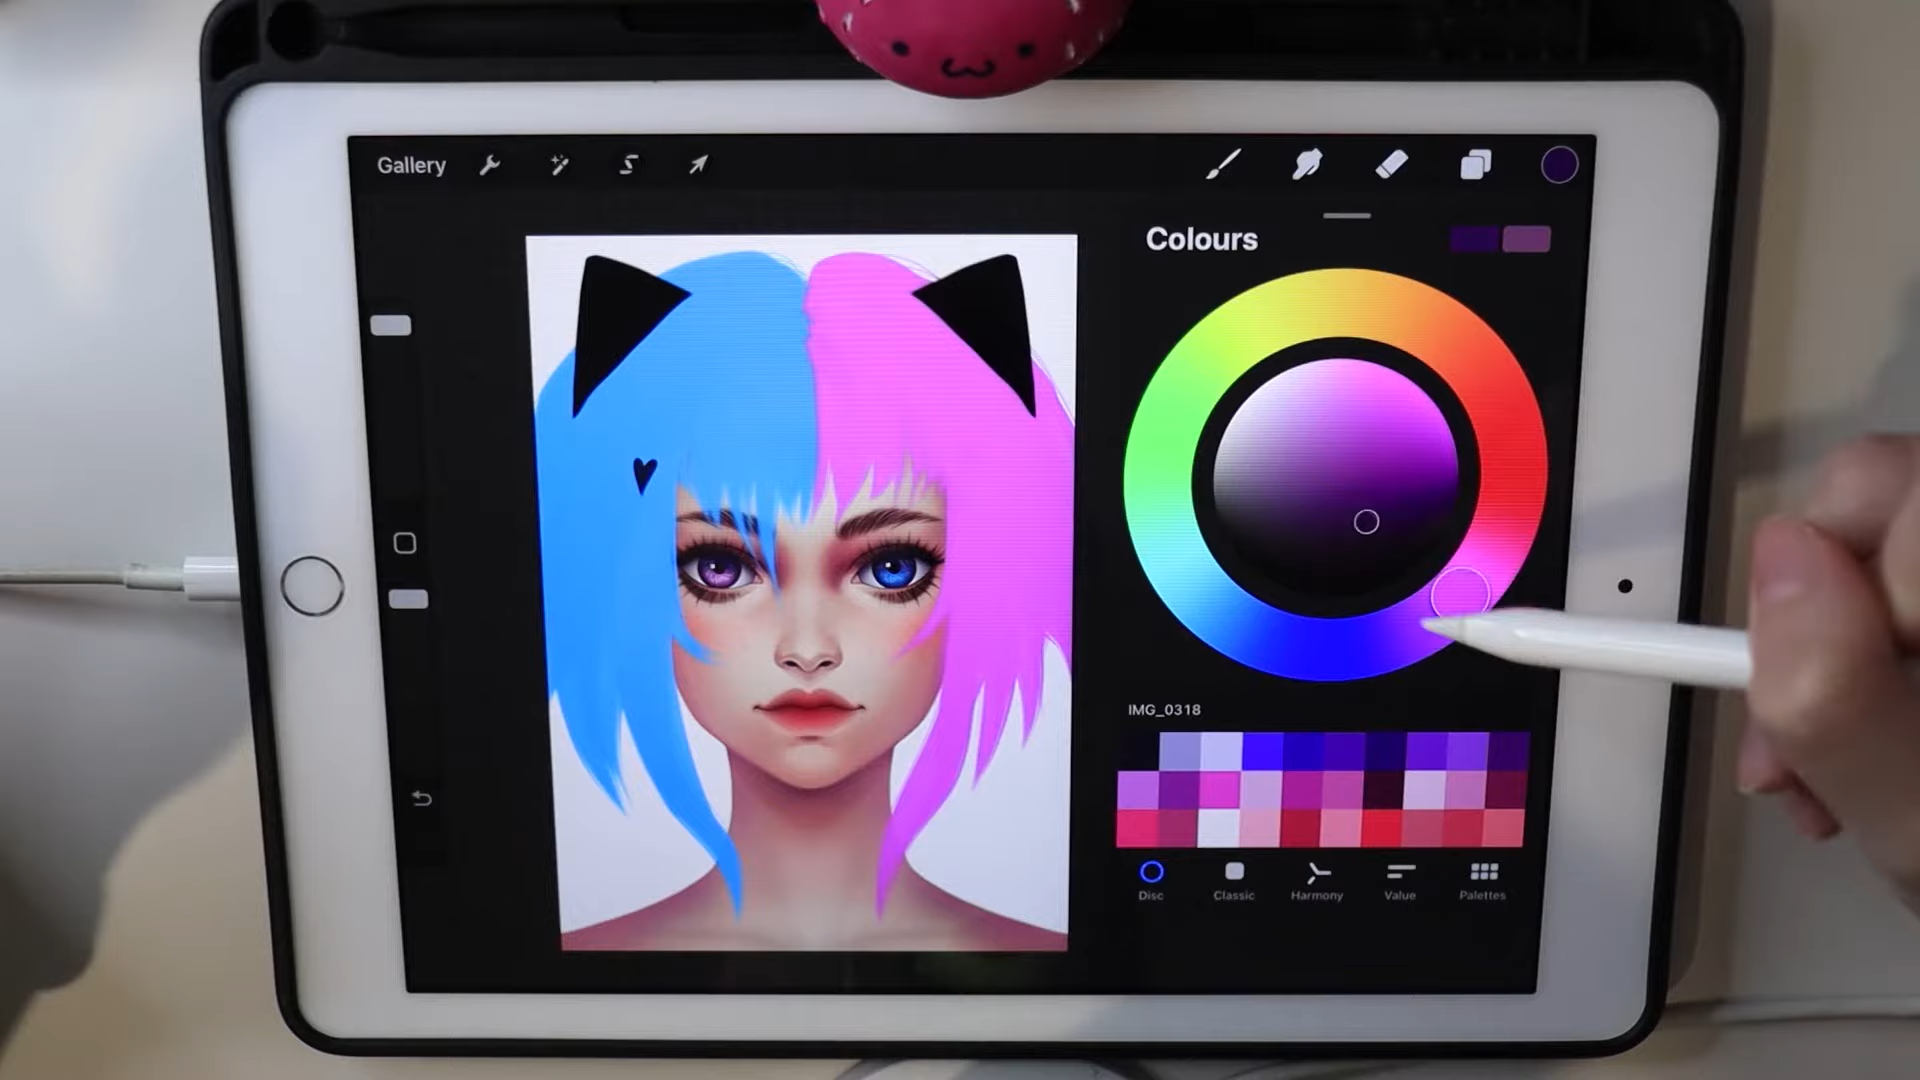 Gallery
Colours
IMG_0318
Disc
Classic
Harmony
Value
Palettes